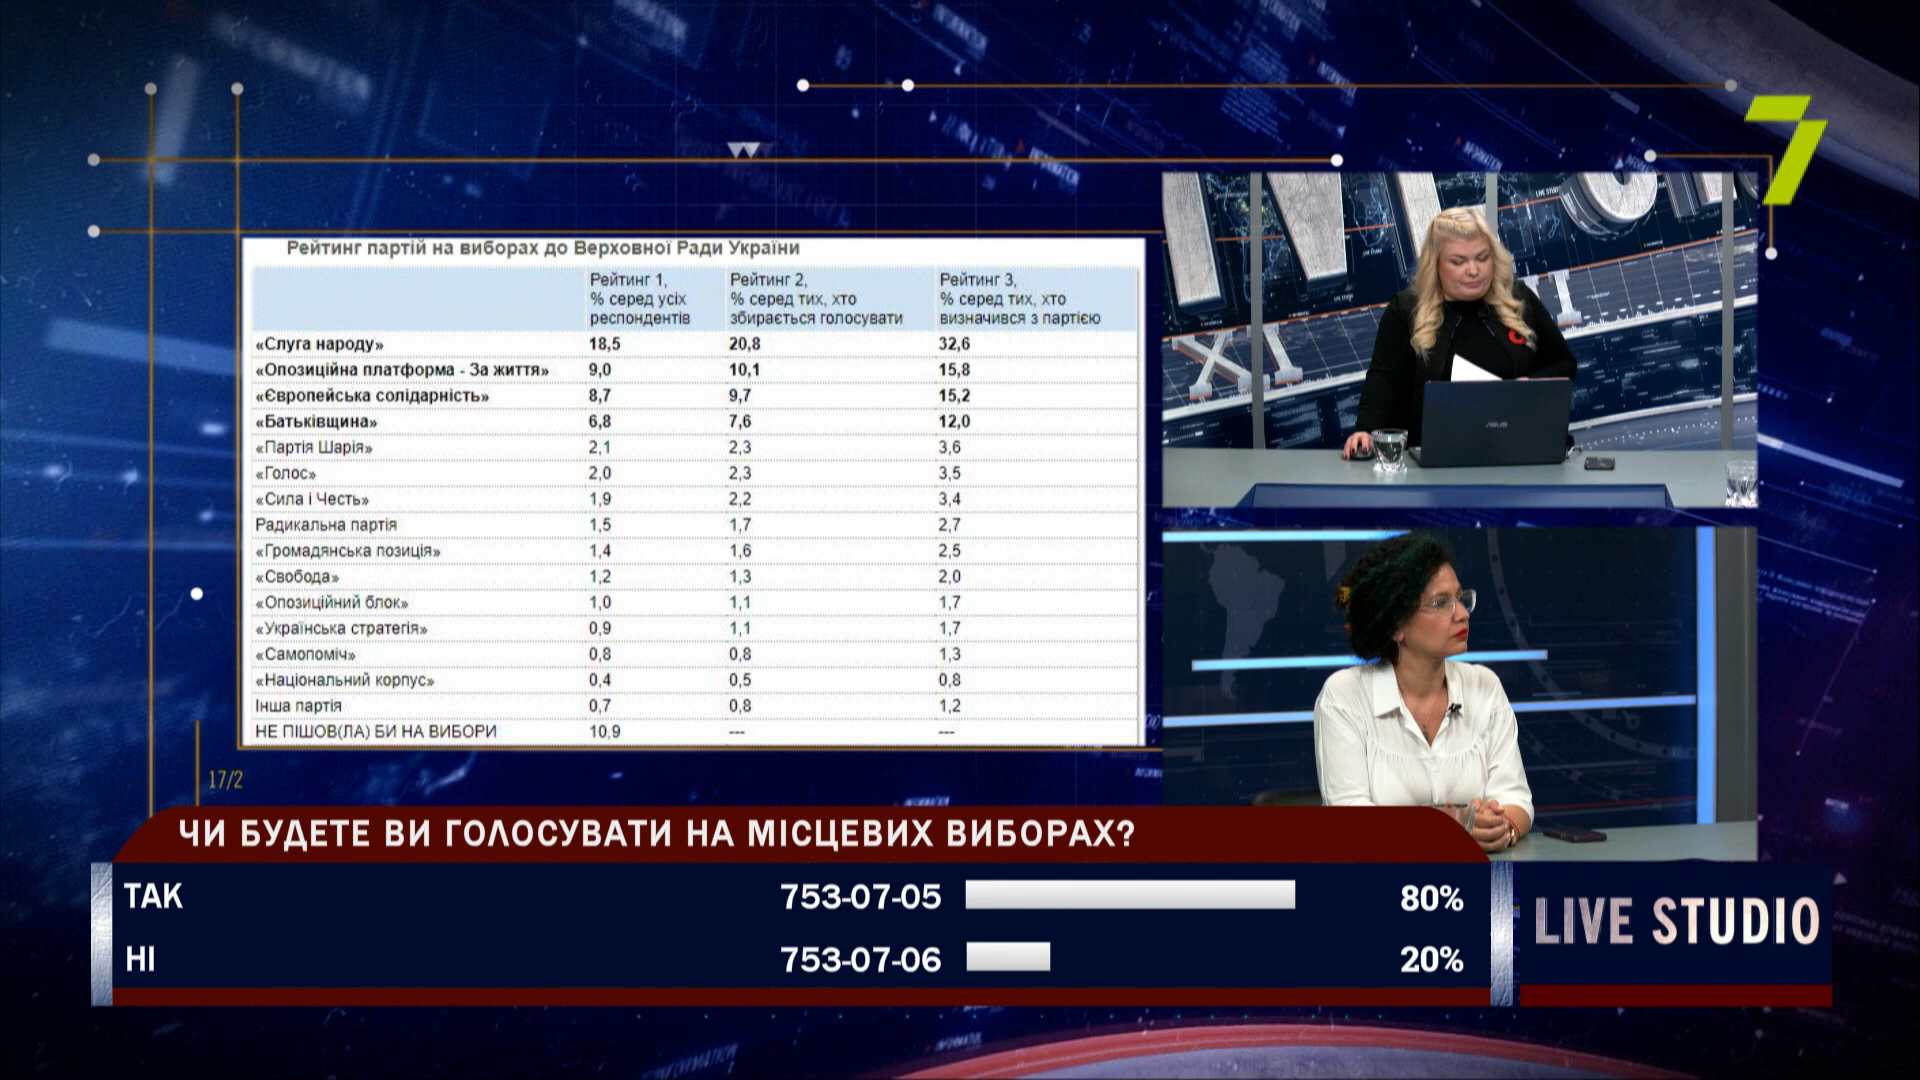 7
Рейтинг партій на виборах до Верховної Ради України
Рейтинг 1, % серед усіх респондентів Рейтинг 2, % серед тих, хто збирається голосувати Рейтинг 3, % серед тих, хто визначився з партією
«Слуга народу» 18,5 20,8 32,6
«Опозиційна платформа - За життя» 9,0 10,1 15,8
«Європейська солідарність» 8,7 9,7 15,2
«Батьківщина» 6,8 7,6 12,0
«Партія Шарія» 2,1 2,3 3,6
«Голос» 2,0 2,3 3,5
«Сила і Честь» 1,9 2,2 3,4
Радикальна партія 1,5 1,7 2,7
«Громадянська позиція» 1,4 1,6 2,5
«Свобода» 1,2 1,3 2,0
«Опозиційний блок» 1,0 1,1 1,7
«Українська стратегія» 0,9 1,1 1,7
«Самопоміч» 0,8 0,8 1,3
«Національний корпус» 0,4 0,5 0,8
Інша партія 0,7 0,8 1,2
НЕ ПІШОВ(ЛА) БИ НА ВИБОРИ 10,9 --- ---
ASUS
17/2
ЧИ БУДЕТЕ ВИ ГОЛОСУВАТИ НА МІСЦЕВИХ ВИБОРАХ?
ТАК 753-07-05 80%
НІ 753-07-06 20%
LIVE STUDIO